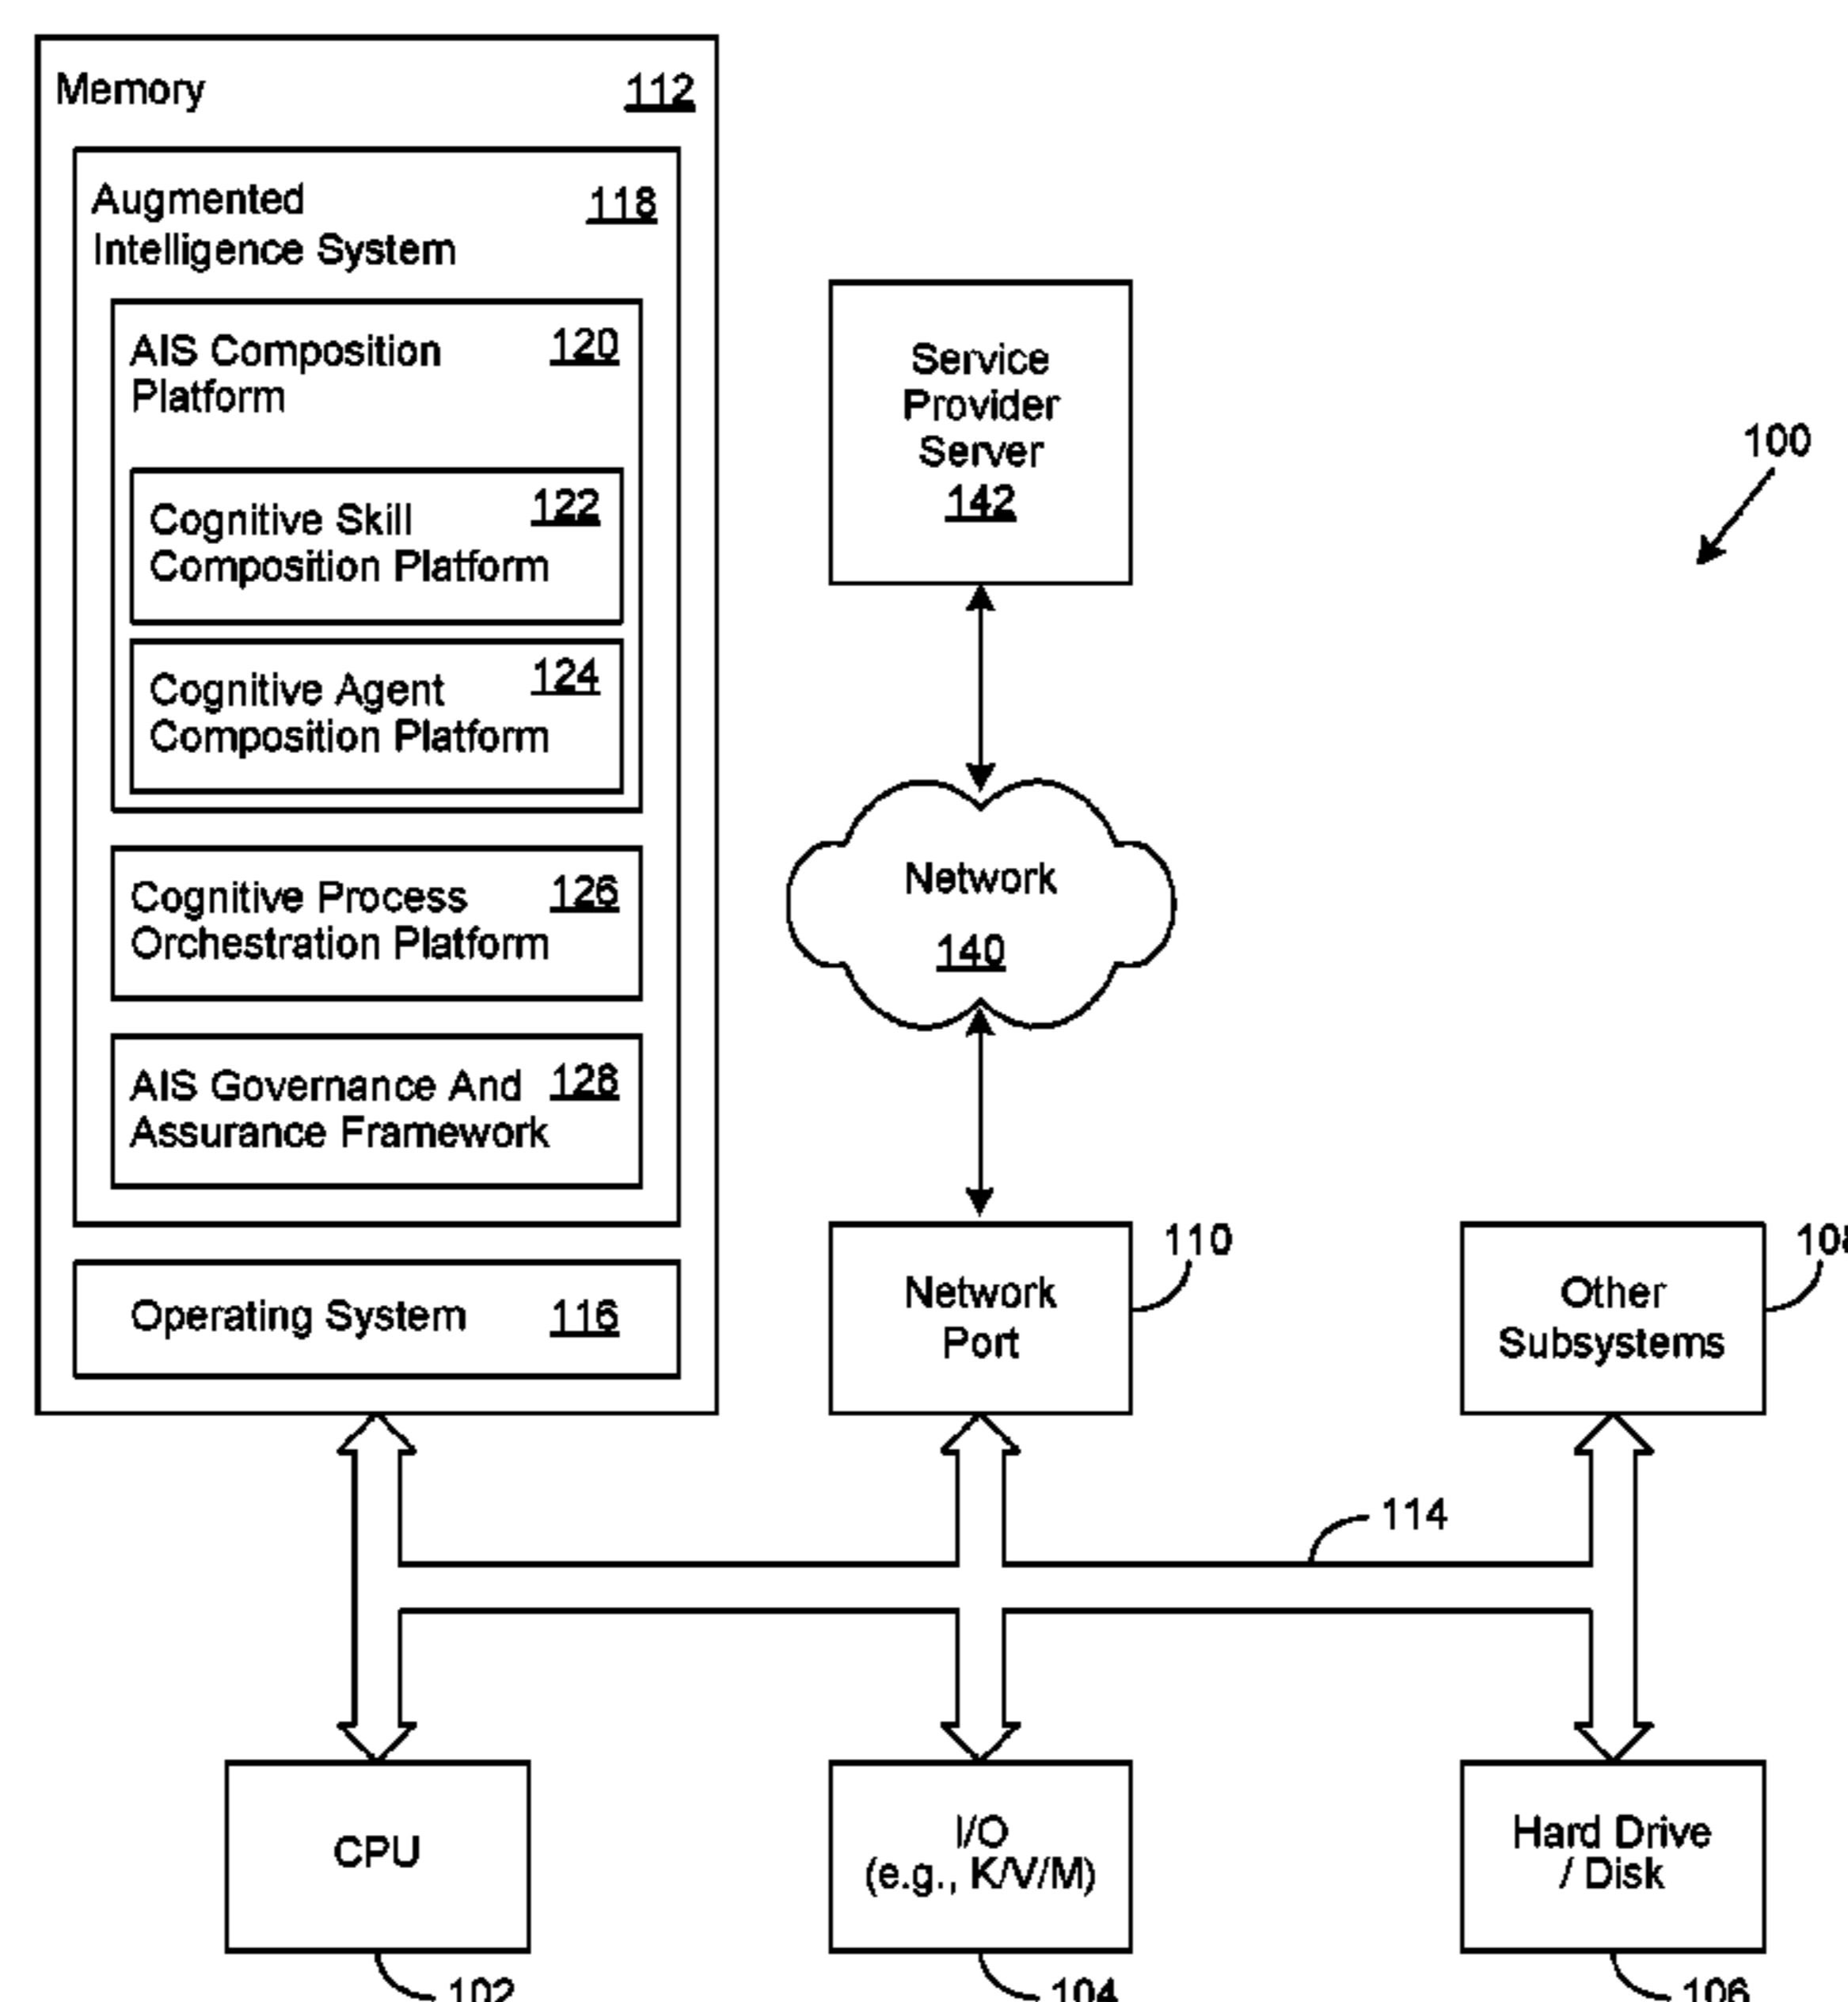 Memory 112
Augmented 118
Intelligence System
AIS Composition 120
Platform
Cognitive Skill 122
Composition Platform
Cognitive Agent 124
Composition Platform
Cognitive Process 126
Orchestration Platform
AIS Governance And 128
Assurance Framework
Operating System 116
Service
Provider
Server
142
100
Network
140
Network
Port
110
Other
Subsystems
108
114
CPU
102
I/O
(e.g., K/V/M)
104
Hard Drive
/ Disk
106